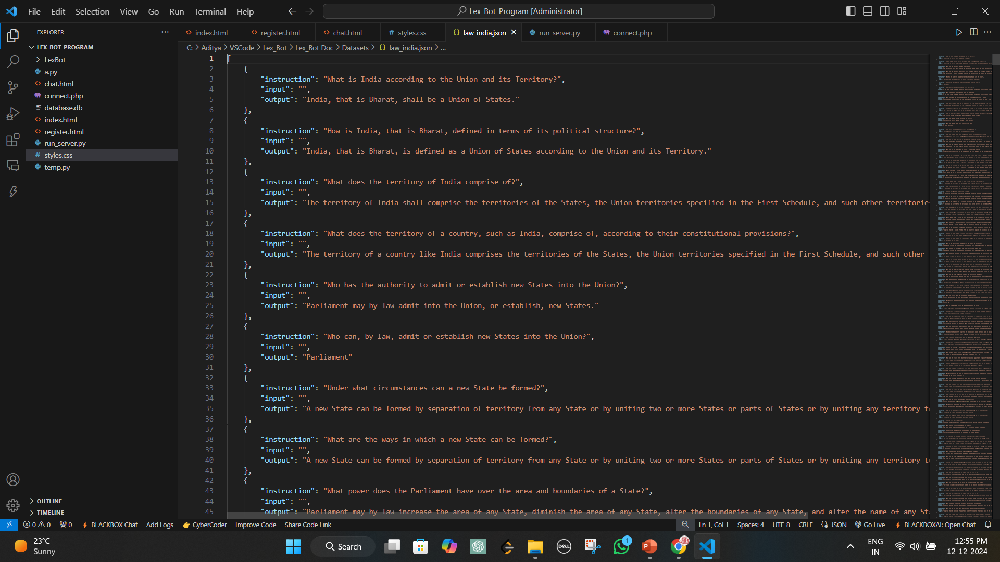 File Edit Selection View Go Run Terminal Help
Lex_Bot_Program [Administrator]
EXPLORER
LEX_BOT_PROGRAM
LexBot
a.py
chat.html
connect.php
database.db
index.html
register.html
run_server.py
styles.css
temp.py
OUTLINE
TIMELINE
index.html register.html chat.html # styles.css {} law_india.json run_server.py connect.php
C: > Aditya > VSCode > Lex_Bot > Lex_Bot Doc > Datasets > {} law_india.json > ...
1 [
2 {
3 "instruction": "What is India according to the Union and its Territory?",
4 "input": "",
5 "output": "India, that is Bharat, shall be a Union of States."
6 },
7 {
8 "instruction": "How is India, that is Bharat, defined in terms of its political structure?",
9 "input": "",
10 "output": "India, that is Bharat, is defined as a Union of States according to the Union and its Territory."
11 },
12 {
13 "instruction": "What does the territory of India comprise of?",
14 "input": "",
15 "output": "The territory of India shall comprise the territories of the States, the Union territories specified in the First Schedule, and such other territories
16 },
17 {
18 "instruction": "What does the territory of a country, such as India, comprise of, according to their constitutional provisions?",
19 "input": "",
20 "output": "The territory of a country like India comprises the territories of the States, the Union territories specified in the First Schedule, and such other
21 },
22 {
23 "instruction": "Who has the authority to admit or establish new States into the Union?",
24 "input": "",
25 "output": "Parliament may by law admit into the Union, or establish, new States."
26 },
27 {
28 "instruction": "Who can, by law, admit or establish new States into the Union?",
29 "input": "",
30 "output": "Parliament"
31 },
32 {
33 "instruction": "Under what circumstances can a new State be formed?",
34 "input": "",
35 "output": "A new State can be formed by separation of territory from any State or by uniting two or more States or parts of States or by uniting any territory t
36 },
37 {
38 "instruction": "What are the ways in which a new State can be formed?",
39 "input": "",
40 "output": "A new State can be formed by separation of territory from any State or by uniting two or more States or parts of States or by uniting any territory t
41 },
42 {
43 "instruction": "What power does the Parliament have over the area and boundaries of a State?",
44 "input": "",
45 "output": "Parliament may by law increase the area of any State, diminish the area of any State, alter the boundaries of any State, and alter the name of any St
0 0 0 BLACKBOX Chat Add Logs CyberCoder Improve Code Share Code Link Ln 1, Col 1 Spaces: 4 UTF-8 CRLF {} JSON Go Live BLACKBOXAI: Open Chat
23°C
Sunny
Search
DELL
1
ENG
IN
12:55 PM
12-12-2024